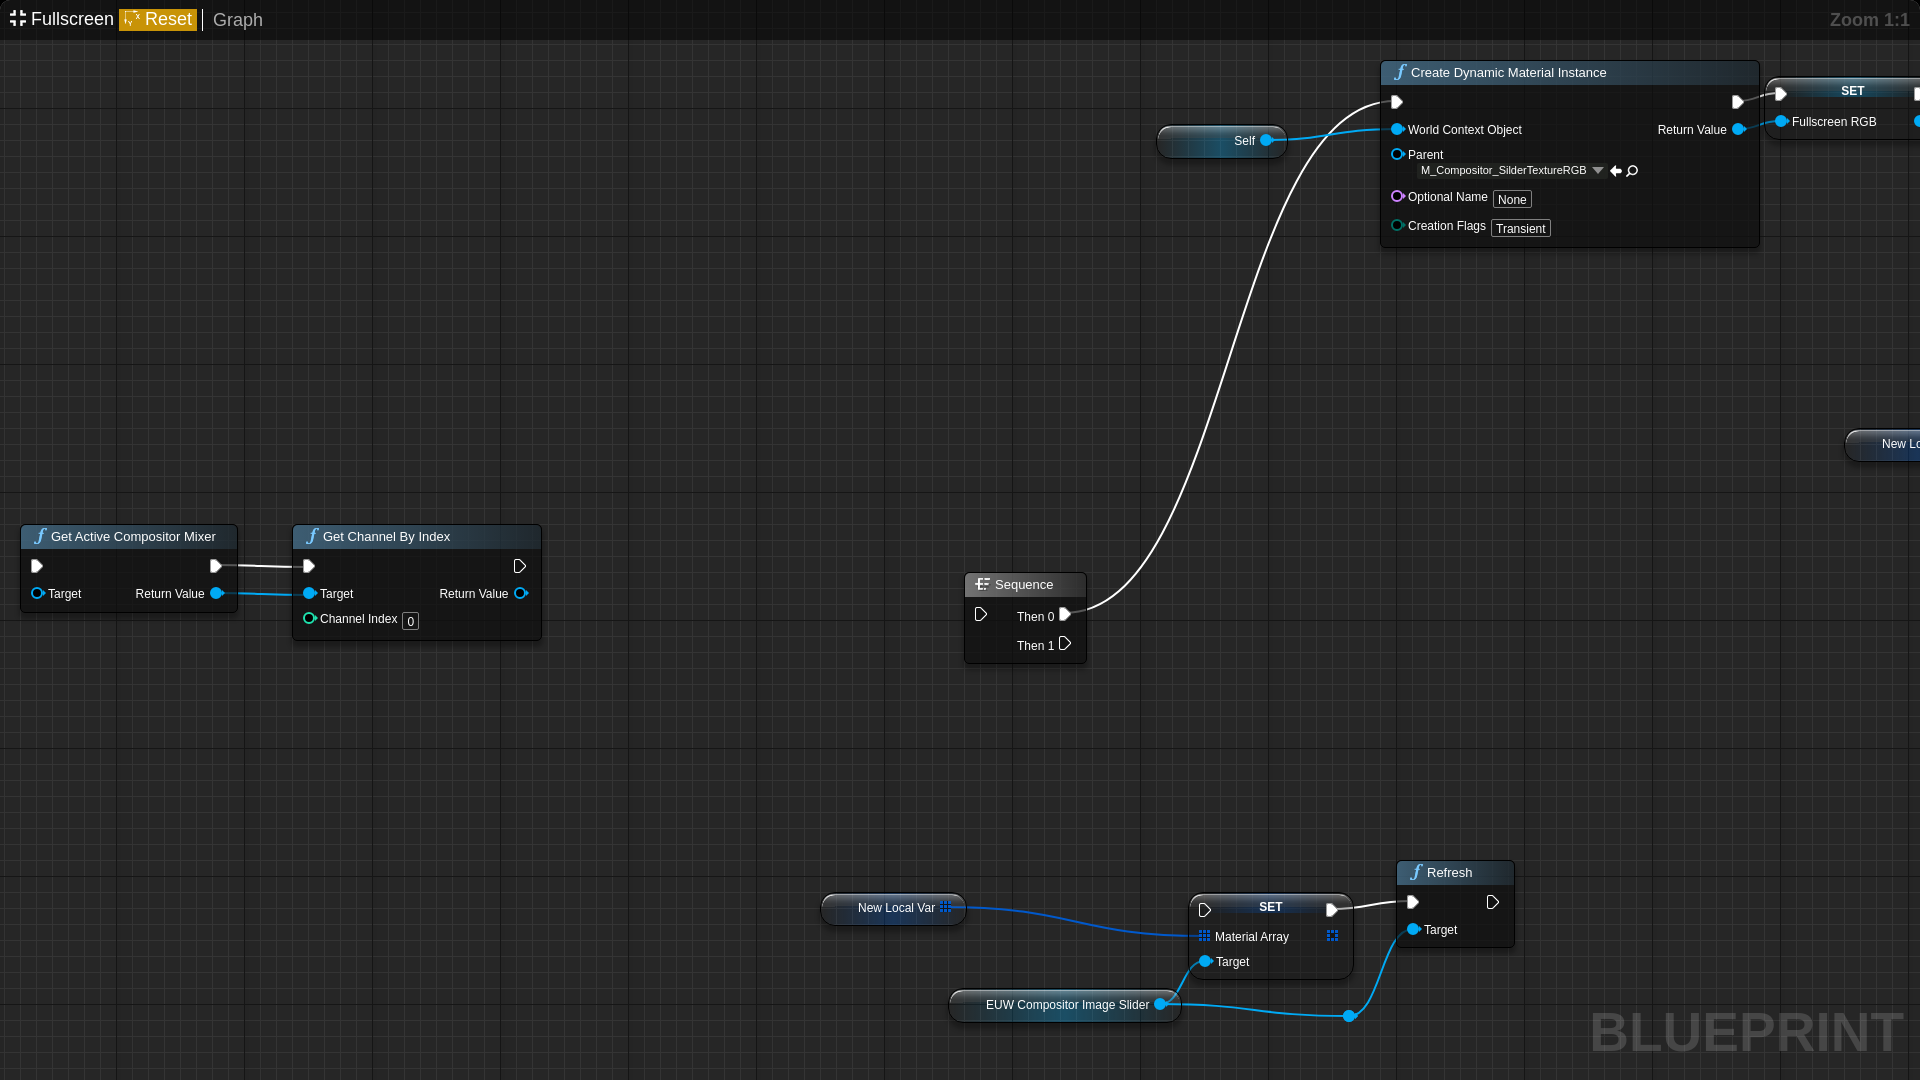 Fullscreen Reset Graph Zoom 1:1
Create Dynamic Material Instance
World Context Object Return Value
Parent
M_Compositor_SilderTextureRGB
Optional Name None
Creation Flags Transient
SET
Fullscreen RGB
Self
New Lo
Get Active Compositor Mixer
Target Return Value
Get Channel By Index
Target Return Value
Channel Index 0
Sequence
Then 0
Then 1
New Local Var
SET
Material Array
Target
Refresh
Target
EUW Compositor Image Slider
BLUEPRINT